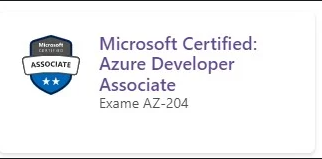 Microsoft
CERTIFIED
ASSOCIATE
Microsoft Certified:
Azure Developer
Associate
Exame AZ-204